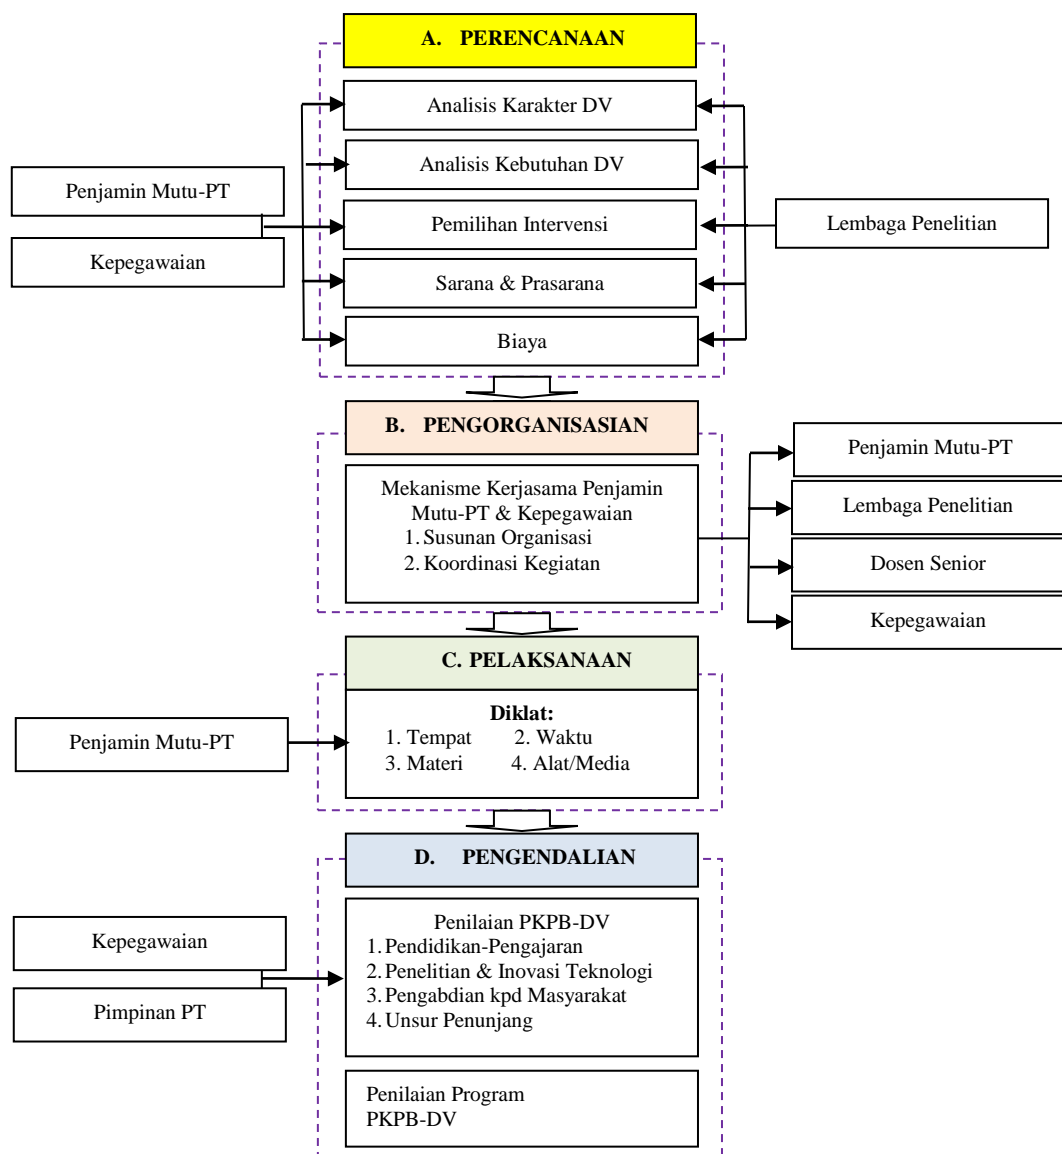 A. PERENCANAAN
Analisis Karakter DV
Analisis Kebutuhan DV
Penjamin Mutu-PT
Pemilihan Intervensi
Lembaga Penelitian
Kepegawaian
Sarana & Prasarana
Biaya
B. PENGORGANISASIAN
Mekanisme Kerjasama Penjamin
Mutu-PT & Kepegawaian
1. Susunan Organisasi
2. Koordinasi Kegiatan
Penjamin Mutu-PT
Lembaga Penelitian
Dosen Senior
Kepegawaian
C. PELAKSANAAN
Penjamin Mutu-PT
Diklat:
1. Tempat 2. Waktu
3. Materi 4. Alat/Media
D. PENGENDALIAN
Kepegawaian
Pimpinan PT
Penilaian PKPB-DV
1. Pendidikan-Pengajaran
2. Penelitian & Inovasi Teknologi
3. Pengabdian kpd Masyarakat
4. Unsur Penunjang
Penilaian Program
PKPB-DV